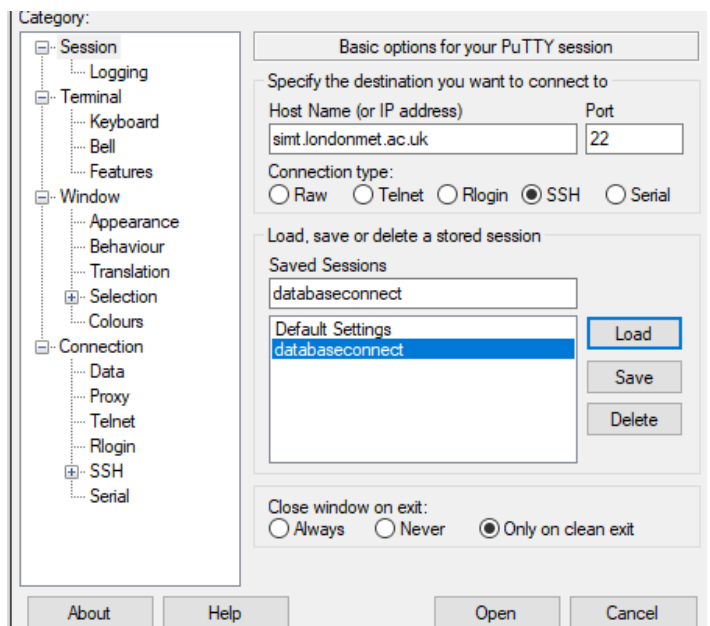 Category:
Session
Logging
Terminal
Keyboard
Bell
Features
Window
Appearance
Behaviour
Translation
Selection
Colours
Connection
Data
Proxy
Telnet
Rlogin
SSH
Serial
Basic options for your PuTTY session
Specify the destination you want to connect to
Host Name (or IP address) Port
simt.londonmet.ac.uk 22
Connection type:
Raw Telnet Rlogin SSH Serial
Load, save or delete a stored session
Saved Sessions
databaseconnect
Default Settings
databaseconnect
Load
Save
Delete
Close window on exit:
Always Never Only on clean exit
About Help Open Cancel